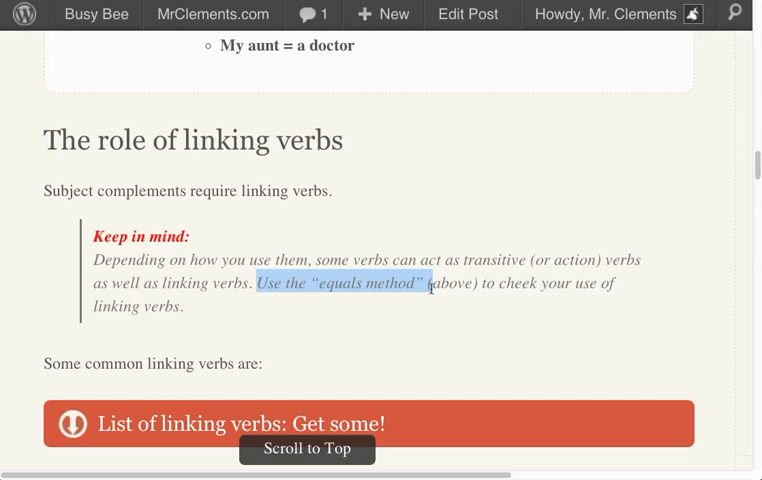 Busy Bee MrClements.com 1 New Edit Post Howdy, Mr. Clements
My aunt = a doctor
The role of linking verbs
Subject complements require linking verbs.
Keep in mind:
Depending on how you use them, some verbs can act as transitive (or action) verbs
as well as linking verbs. Use the “equals method” (above) to cheek your use of
linking verbs.
Some common linking verbs are:
List of linking verbs: Get some!
Scroll to Top